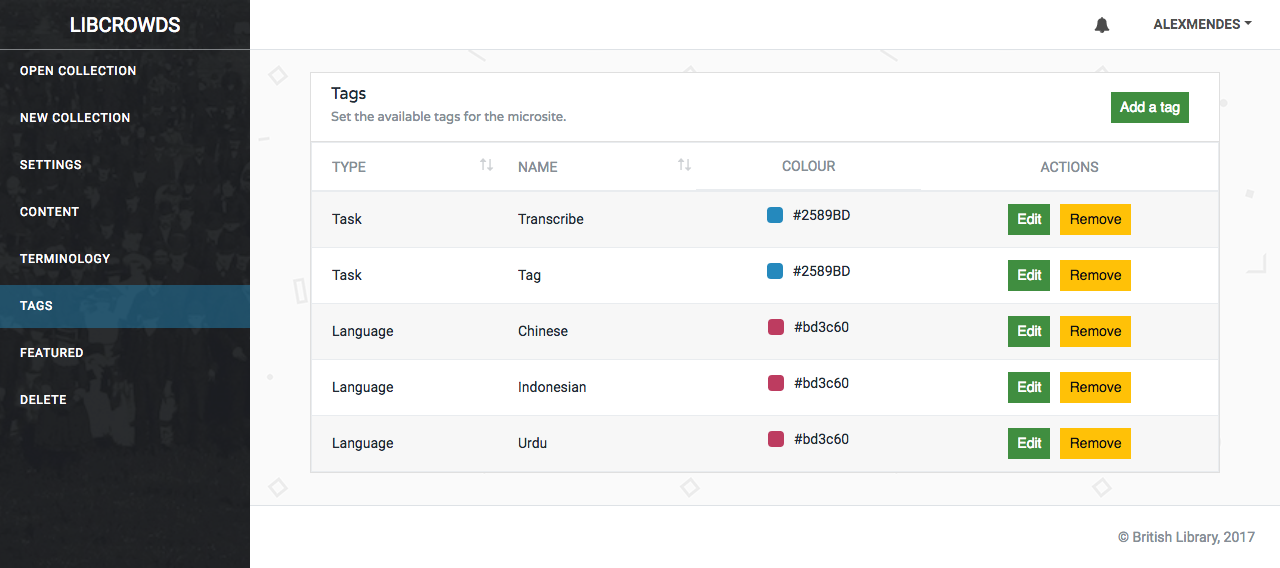 LIBCROWDS
ALEXMENDES
OPEN COLLECTION
NEW COLLECTION
SETTINGS
CONTENT
TERMINOLOGY
TAGS
FEATURED
DELETE
Tags
Set the available tags for the microsite.
Add a tag
TYPE NAME COLOUR ACTIONS
Task Transcribe #2589BD Edit Remove
Task Tag #2589BD Edit Remove
Language Chinese #bd3c60 Edit Remove
Language Indonesian #bd3c60 Edit Remove
Language Urdu #bd3c60 Edit Remove
© British Library, 2017